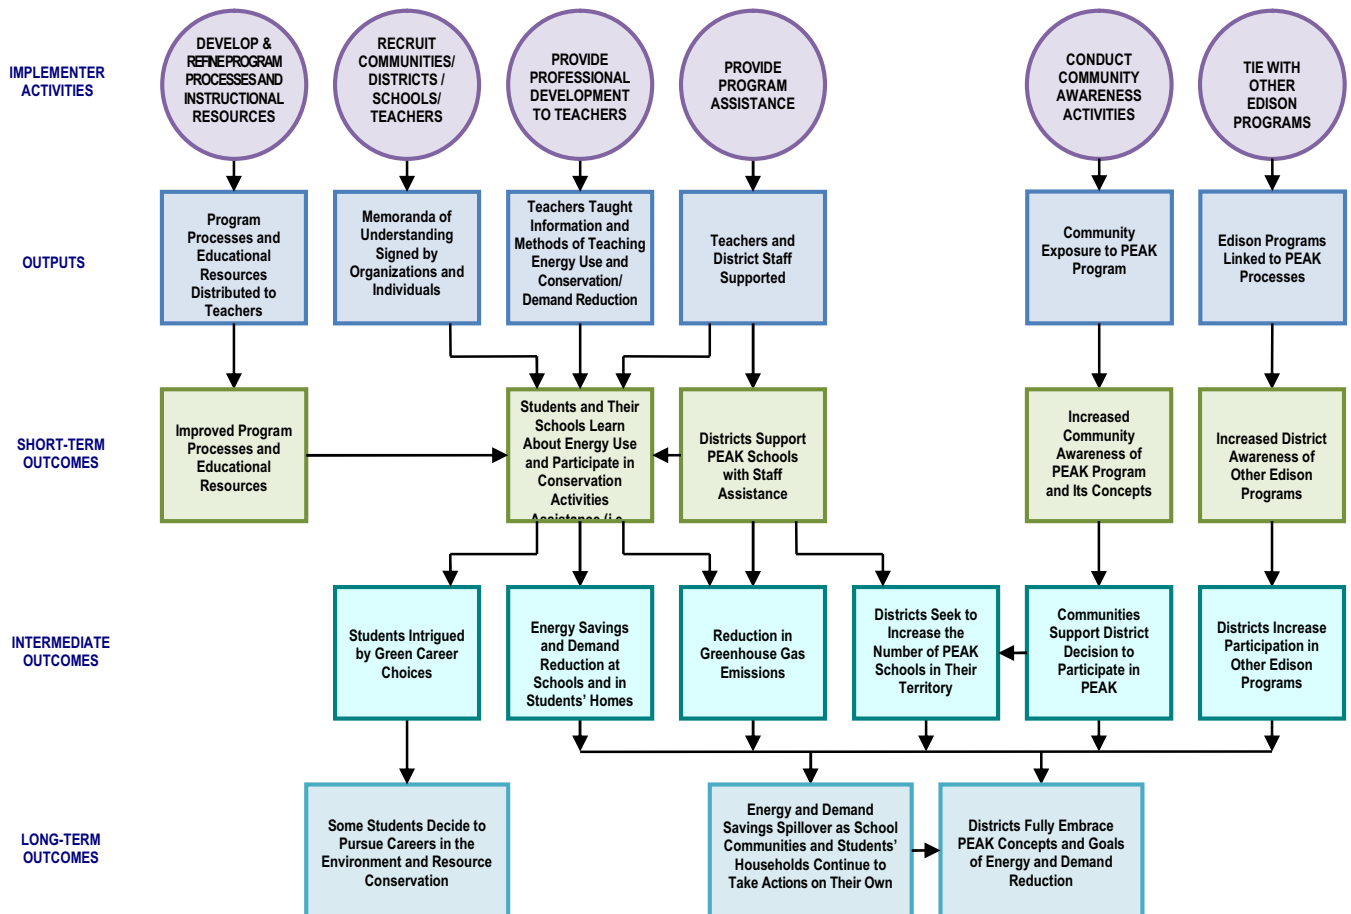 IMPLEMENTER
ACTIVITIES
DEVELOP &
REFINE PROGRAM
PROCESSES AND
INSTRUCTIONAL
RESOURCES
RECRUIT
COMMUNITIES/
DISTRICTS /
SCHOOLS/
TEACHERS
PROVIDE
PROFESSIONAL
DEVELOPMENT
TO TEACHERS
PROVIDE
PROGRAM
ASSISTANCE
CONDUCT
COMMUNITY
AWARENESS
ACTIVITIES
TIE WITH
OTHER
EDISON
PROGRAMS
OUTPUTS
Program
Processes and
Educational
Resources
Distributed to
Teachers
Memoranda of
Understanding
Signed by
Organizations and
Individuals
Teachers Taught
Information and
Methods of Teaching
Energy Use and
Conservation/
Demand Reduction
Teachers and
District Staff
Supported
Community
Exposure to PEAK
Program
Edison Programs
Linked to PEAK
Processes
SHORT-TERM
OUTCOMES
Improved Program
Processes and
Educational
Resources
Students and Their
Schools Learn
About Energy Use
and Participate in
Conservation
Activities
Assistance (i.e.
Districts Support
PEAK Schools
with Staff
Assistance
Increased
Community
Awareness of
PEAK Program
and Its Concepts
Increased District
Awareness of
Other Edison
Programs
INTERMEDIATE
OUTCOMES
Students Intrigued
by Green Career
Choices
Energy Savings
and Demand
Reduction at
Schools and in
Students' Homes
Reduction in
Greenhouse Gas
Emissions
Districts Seek to
Increase the
Number of PEAK
Schools in Their
Territory
Communities
Support District
Decision to
Participate in
PEAK
Districts Increase
Participation in
Other Edison
Programs
LONG-TERM
OUTCOMES
Some Students Decide to
Pursue Careers in the
Environment and Resource
Conservation
Energy and Demand
Savings Spillover as School
Communities and Students'
Households Continue to
Take Actions on Their Own
Districts Fully Embrace
PEAK Concepts and Goals
of Energy and Demand
Reduction